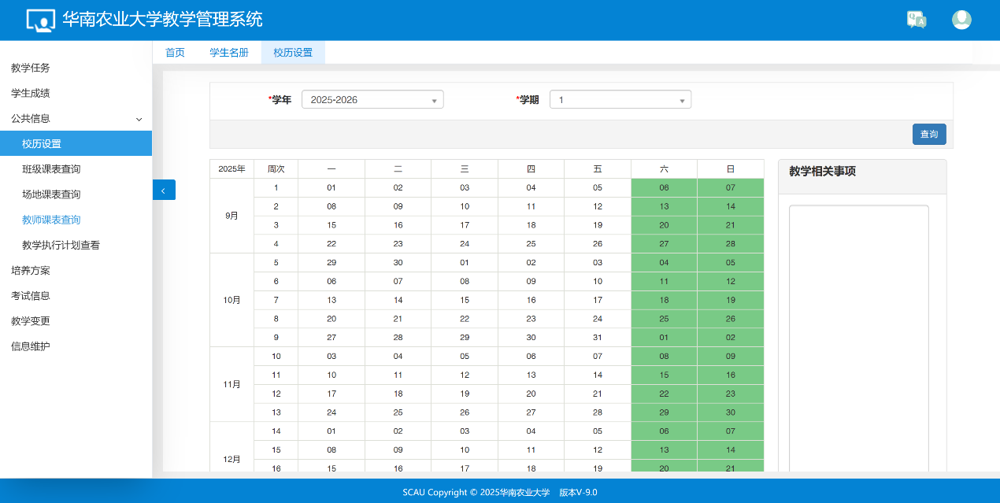 华南农业大学教学管理系统
首页 学生名册 校历设置
教学任务
学生成绩
公共信息
校历设置
班级课表查询
场地课表查询
教师课表查询
教学执行计划查看
培养方案
考试信息
教学变更
信息维护
*学年 2025-2026 *学期 1
查询
2025年 周次 一 二 三 四 五 六 日
9月
1 01 02 03 04 05 06 07
2 08 09 10 11 12 13 14
3 15 16 17 18 19 20 21
4 22 23 24 25 26 27 28
10月
5 29 30 01 02 03 04 05
6 06 07 08 09 10 11 12
7 13 14 15 16 17 18 19
8 20 21 22 23 24 25 26
9 27 28 29 30 31 01 02
11月
10 03 04 05 06 07 08 09
11 10 11 12 13 14 15 16
12 17 18 19 20 21 22 23
13 24 25 26 27 28 29 30
12月
14 01 02 03 04 05 06 07
15 08 09 10 11 12 13 14
16 15 16 17 18 19 20 21
教学相关事项
SCAU Copyright © 2025华南农业大学 版本V-9.0